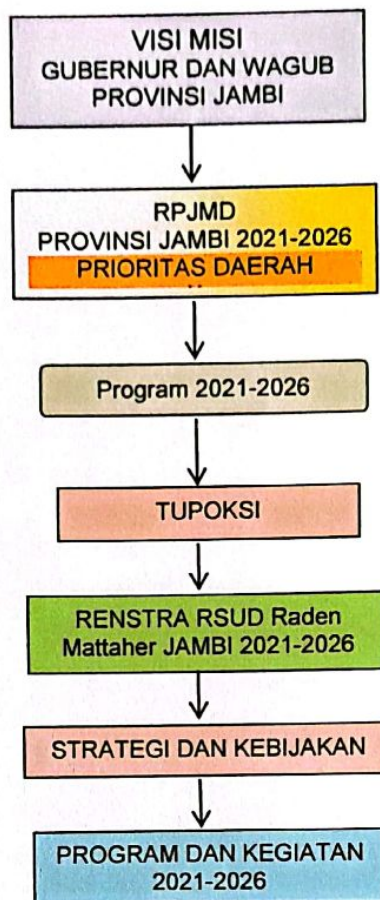 VISI MISI
GUBERNUR DAN WAGUB
PROVINSI JAMBI
RPJMD
PROVINSI JAMBI 2021-2026
PRIORITAS DAERAH
Program 2021-2026
TUPOKSI
RENSTRA RSUD Raden
Mattaher JAMBI 2021-2026
STRATEGI DAN KEBIJAKAN
PROGRAM DAN KEGIATAN
2021-2026